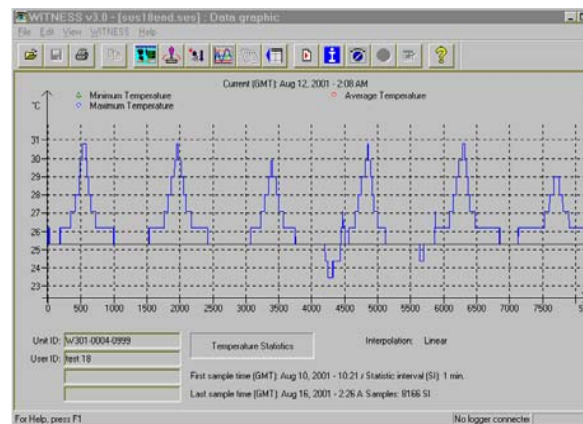 WITNESS v3.0 - [ses18end.ses] : Data graphic
File Edit View WITNESS Help
Current (GMT): Aug 12, 2001 - 2:08 AM
Minimum Temperature
Average Temperature
Maximum Temperature
°C
31
30
29
28
27
26
25
24
23
0 500 1000 1500 2000 2500 3000 3500 4000 4500 5000 5500 6000 6500 7000 7500
Unit ID: W301-0004-0999
Temperature Statistics
Interpolation: Linear
User ID: test 18
First sample time (GMT): Aug 10, 2001 - 10:21 / Statistic interval (SI): 1 min.
Last sample time (GMT): Aug 16, 2001 - 2:26 A Samples: 8166 SI
For Help, press F1
No logger connecte